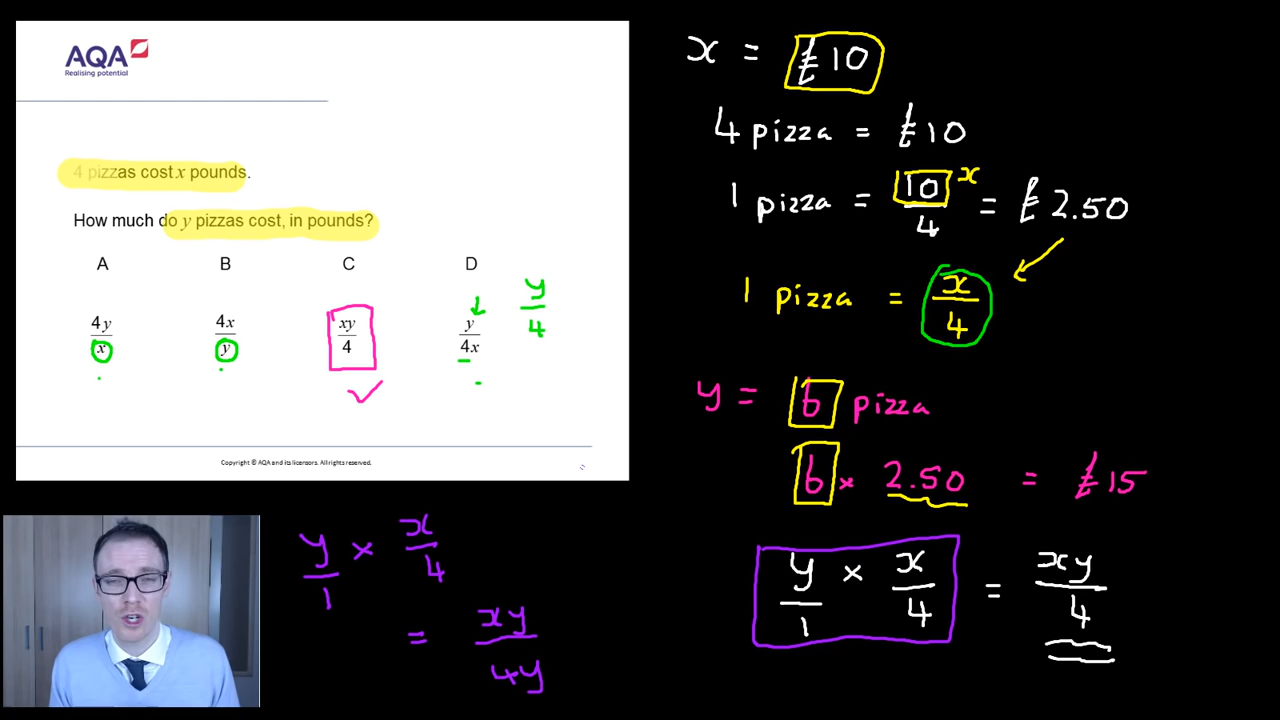 AQA
Realising potential
4 pizzas cost x pounds.
How much do y pizzas cost, in pounds?
A B C D
4y/x 4x/y xy/4 y/4x y/4
Copyright © AQA and its licensors. All rights reserved.
x = £10
4 pizza = £10
1 pizza = 10/4 x = £2.50
1 pizza = x/4
y = 6 pizza
6 × 2.50 = £15
y/1 × x/4 = xy/4
y/1 × x/4
= xy/4y